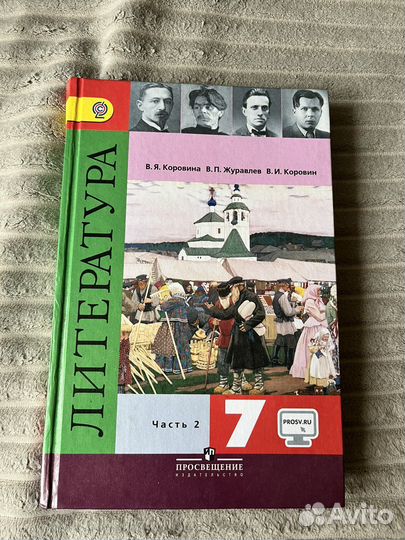 В.Я. Коровина В.П. Журавлев В.И. Коровин
ЛИТЕРАТУРА
Часть 2
7
PROSV.RU
ПРОСВЕЩЕНИЕ
ИЗДАТЕЛЬСТВО
Avito